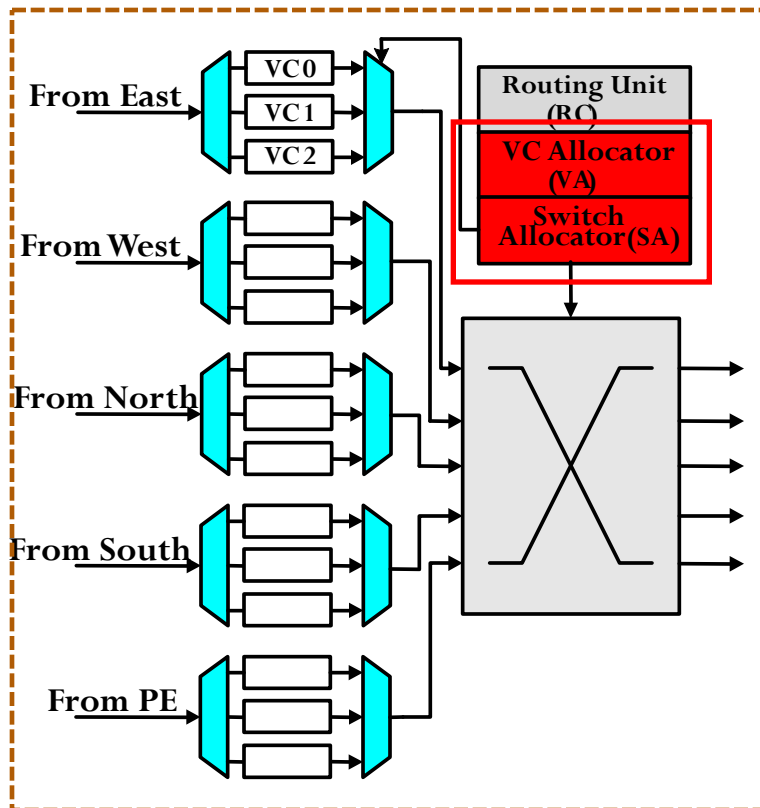 From East
VC0
VC1
VC2
Routing Unit
(RC)
VC Allocator
(VA)
Switch
Allocator(SA)
From West
From North
From South
From PE